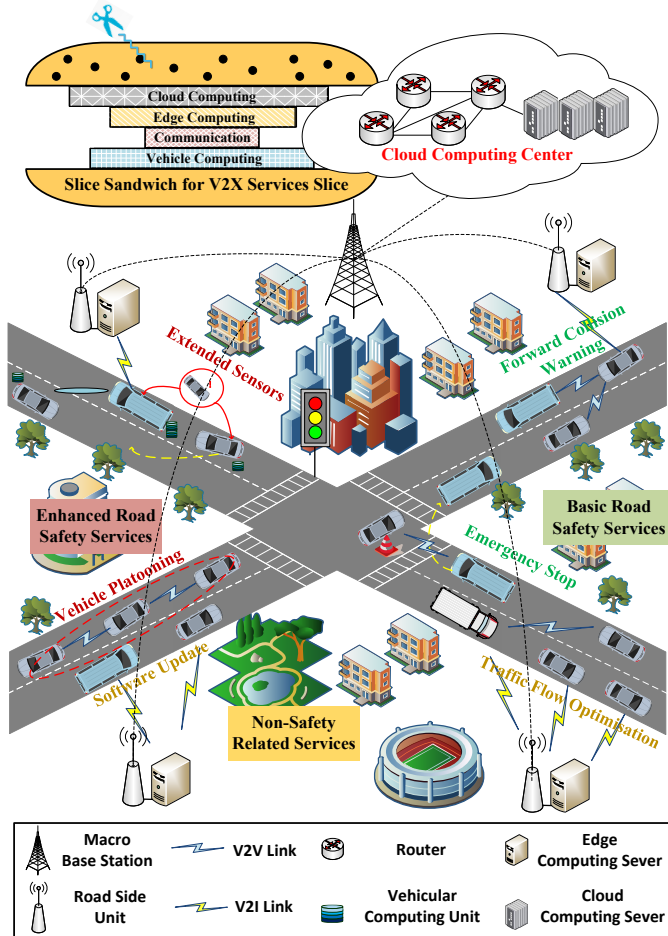 Cloud Computing
Edge Computing
Communication
Vehicle Computing
Slice Sandwich for V2X Services Slice
Cloud Computing Center
Extended Sensors
Forward Collision
Warning
Enhanced Road
Safety Services
Basic Road
Safety Services
Emergency Stop
Vehicle Platooning
Software Update
Traffic Flow Optimisation
Non-Safety
Related Services
Macro
Base Station
V2V Link
Router
Edge
Computing Sever
Road Side
Unit
V2I Link
Vehicular
Computing Unit
Cloud
Computing Sever